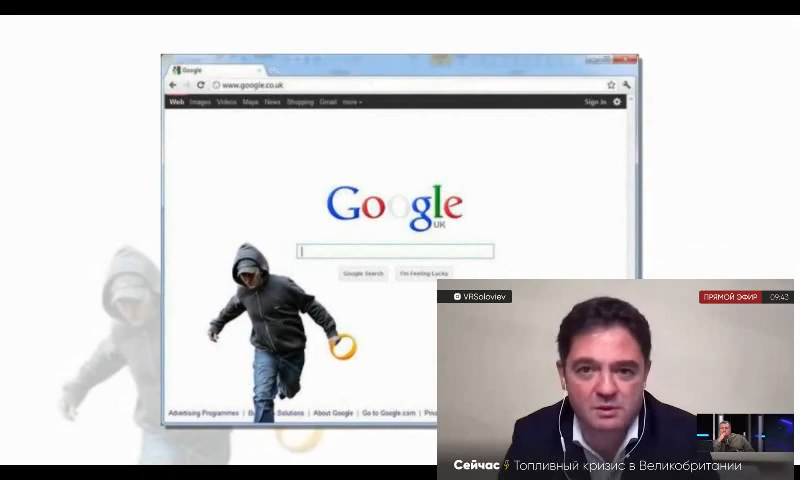 Google
www.google.co.uk
Web Images Videos Maps News Shopping Gmail more
Sign in
Google
UK
Google Search I'm Feeling Lucky
VRSoloviev
ПРЯМОЙ ЭФИР 09:43
Advertising Programmes | Solutions | About Google | Go to Google.com |
Сейчас Топливный кризис в Великобритании